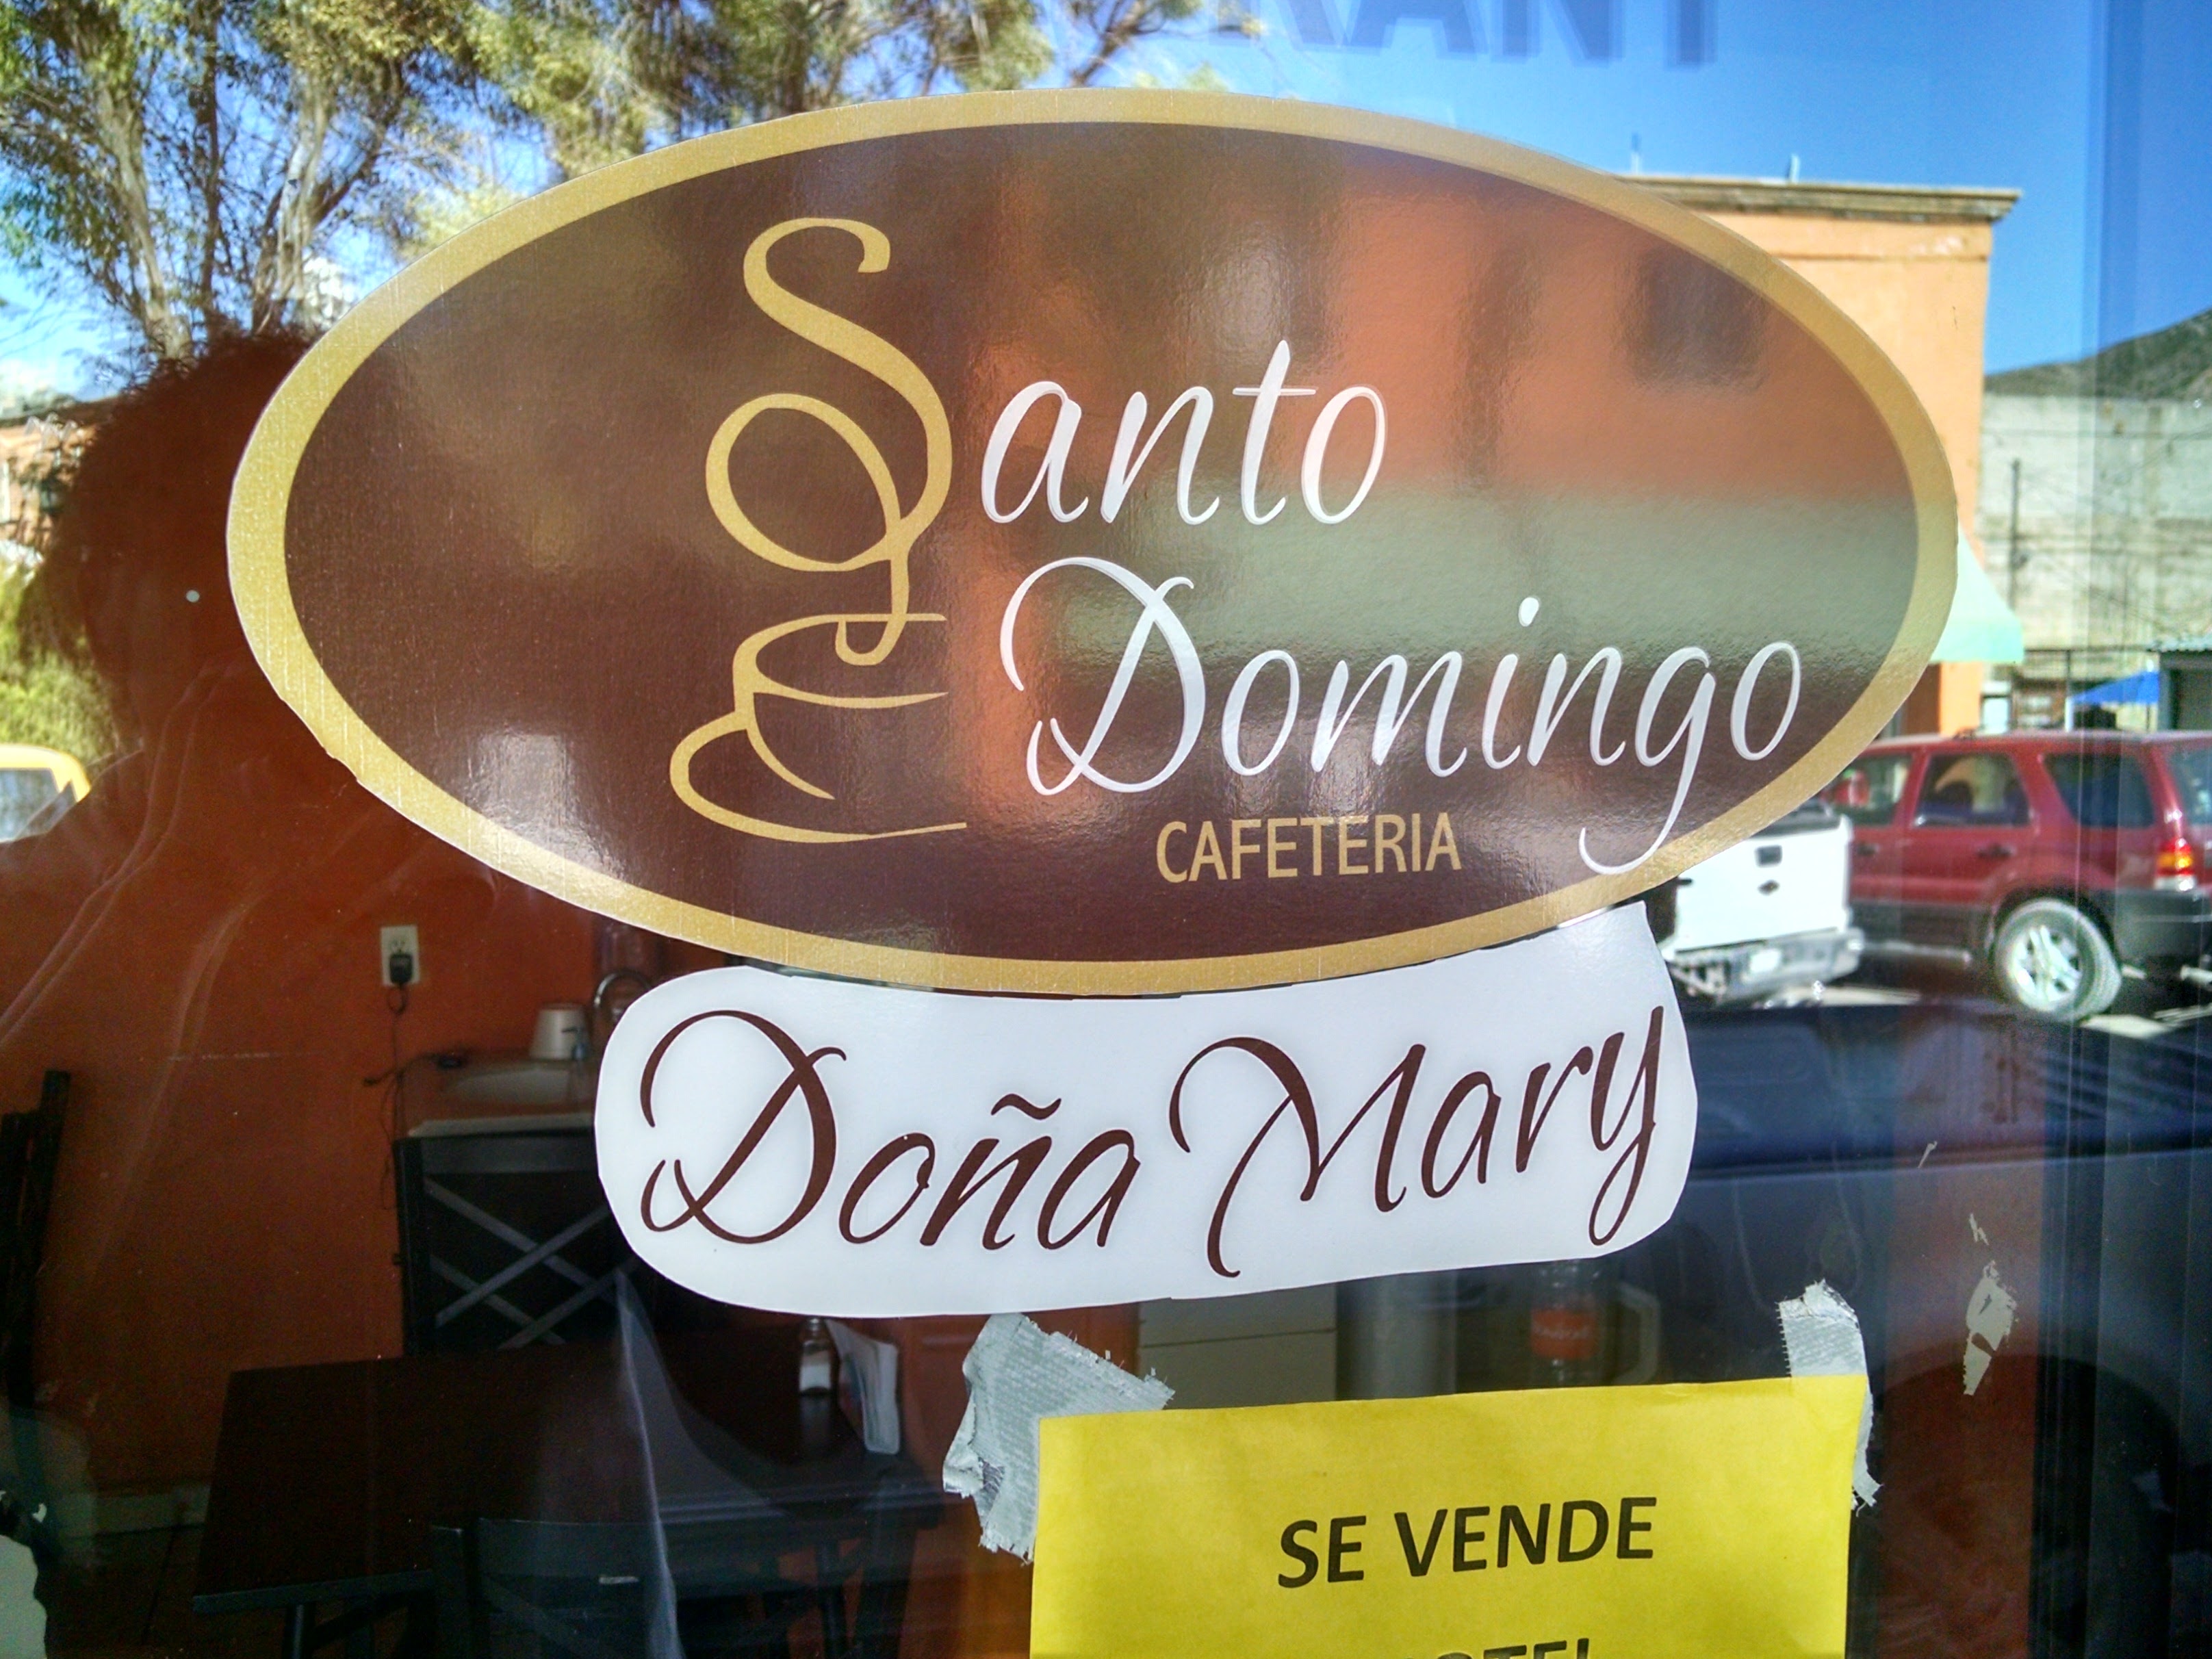 Santo
Domingo
CAFETERIA
Doña Mary
SE VENDE